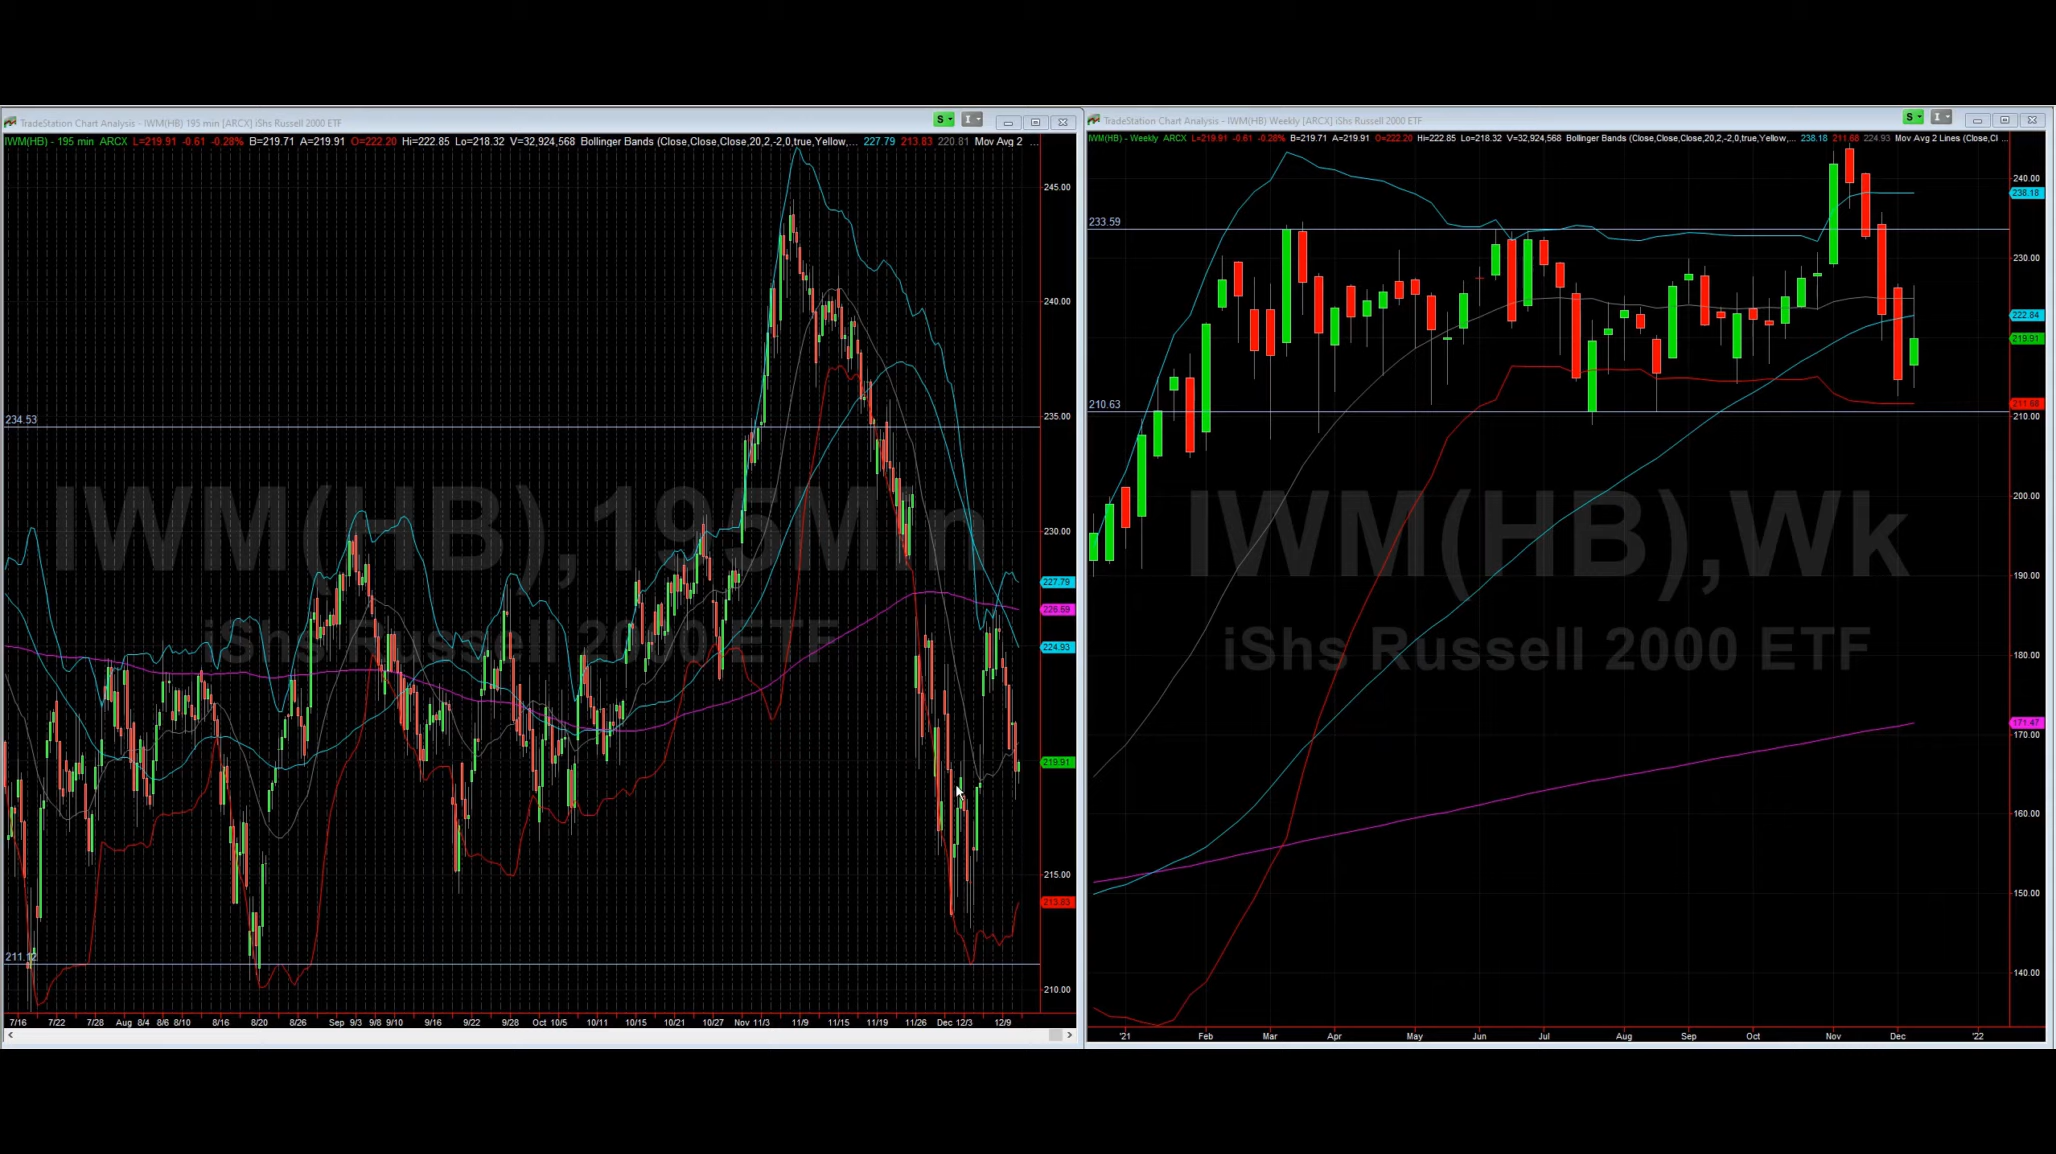 TradeStation Chart Analysis - IWM(HB) 195 min [ARCX] iShs Russell 2000 ETF
S
I
IWM(HB) - 195 min ARCX L=219.91 -0.61 -0.28% B=219.71 A=219.91 O=222.20 Hi=222.85 Lo=218.32 V=32,924,568 Bollinger Bands (Close,Close,Close,20,2,-2,0,true,Yellow,... 227.79 213.83 220.81 Mov Avg 2 ...
245.00
240.00
234.53
235.00
IWM(HB),195Min
230.00
227.79
226.59
iShs Russell 2000 ETF
224.93
219.91
215.00
213.83
211.12
210.00
7/16 7/22 7/28 Aug 8/4 8/6 8/10 8/16 8/20 8/26 Sep 9/3 9/8 9/10 9/16 9/22 9/28 Oct 10/5 10/11 10/15 10/21 10/27 Nov 11/3 11/9 11/15 11/19 11/26 Dec 12/3 12/9
TradeStation Chart Analysis - IWM(HB) Weekly [ARCX] iShs Russell 2000 ETF
S
I
IWM(HB) - Weekly ARCX L=219.91 -0.61 -0.28% B=219.71 A=219.91 O=222.20 Hi=222.85 Lo=218.32 V=32,924,568 Bollinger Bands (Close,Close,Close,20,2,-2,0,true,Yellow,... 238.18 211.68 224.93 Mov Avg 2 Lines (Close,Cl ...
240.00
238.18
233.59
230.00
222.84
219.91
210.63
211.68
210.00
200.00
IWM(HB),Wk
190.00
iShs Russell 2000 ETF
180.00
171.47
170.00
160.00
150.00
140.00
'21 Feb Mar Apr May Jun Jul Aug Sep Oct Nov Dec '22